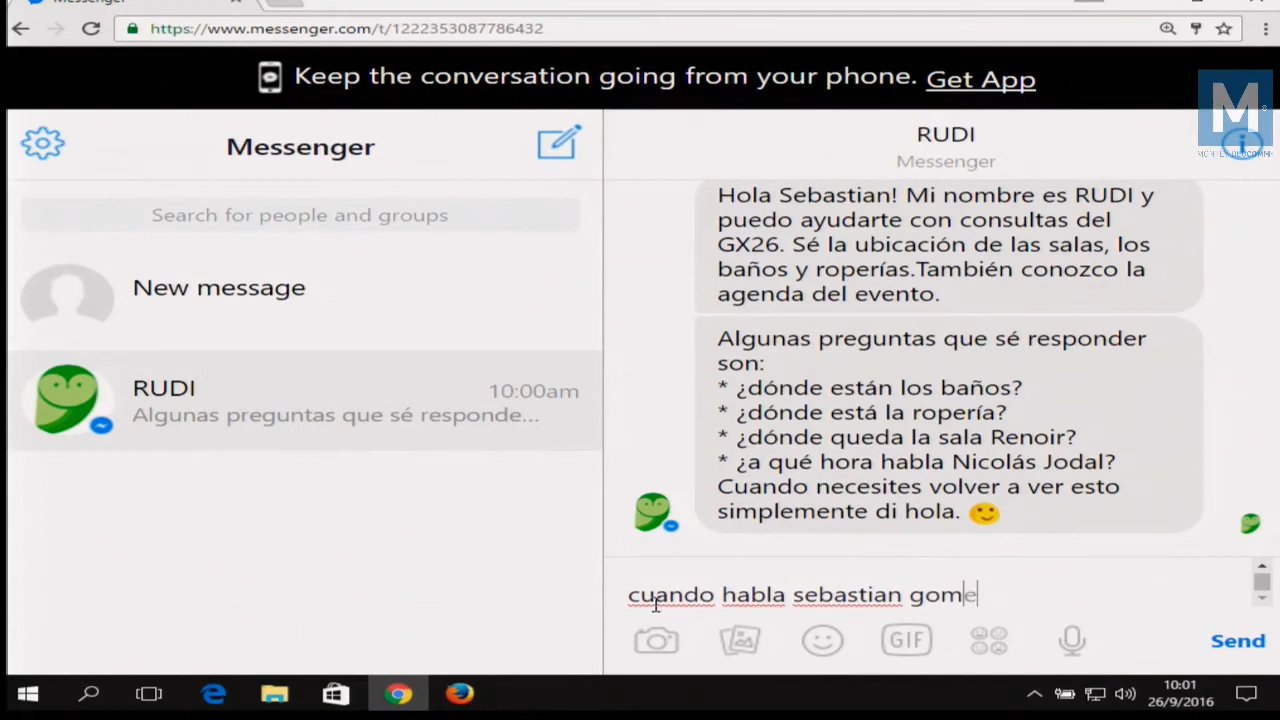 https://www.messenger.com/t/1222353087786432
Keep the conversation going from your phone. Get App
Messenger
RUDI
Messenger
Search for people and groups
New message
RUDI 10:00am
Algunas preguntas que sé responde...
Hola Sebastian! Mi nombre es RUDI y
puedo ayudarte con consultas del
GX26. Sé la ubicación de las salas, los
baños y roperías.También conozco la
agenda del evento.
Algunas preguntas que sé responder
son:
* ¿dónde están los baños?
* ¿dónde está la ropería?
* ¿dónde queda la sala Renoir?
* ¿a qué hora habla Nicolás Jodal?
Cuando necesites volver a ver esto
simplemente di hola.
cuando habla sebastian gome
GIF
Send
10:01
26/9/2016
M